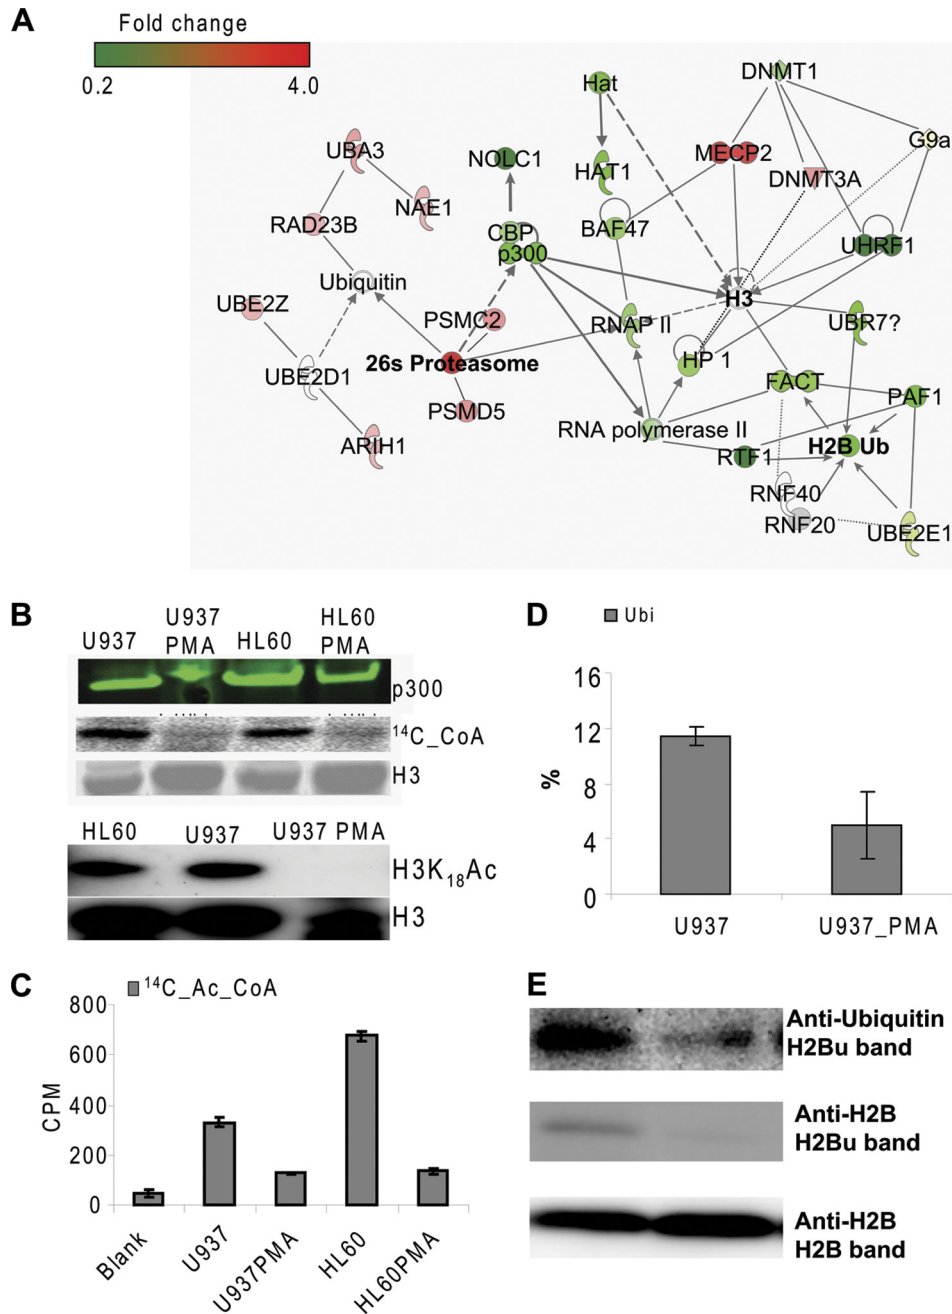 A
Fold change
0.2 4.0
Hat
DNMT1
UBA3
NOLC1
MECP2
G9a
HAT1
DNMT3A
NAE1
RAD23B
CBP
p300
BAF47
UHRF1
Ubiquitin
H3
UBE2Z
PSMC2
RNAP II
UBR7?
26s Proteasome
HP 1
UBE2D1
FACT
PAF1
PSMD5
ARIH1
RNA polymerase II
RTF1
H2B Ub
RNF40
RNF20
UBE2E1
B
U937
U937 PMA
HL60
HL60 PMA
p300
14C_CoA
H3
HL60 U937 U937 PMA
H3K18Ac
H3
C
14C_Ac_CoA
CPM
800
600
400
200
0
Blank
U937
U937PMA
HL60
HL60PMA
D
Ubi
%
16
12
8
4
0
U937 U937_PMA
E
Anti-Ubiquitin
H2Bu band
Anti-H2B
H2Bu band
Anti-H2B
H2B band